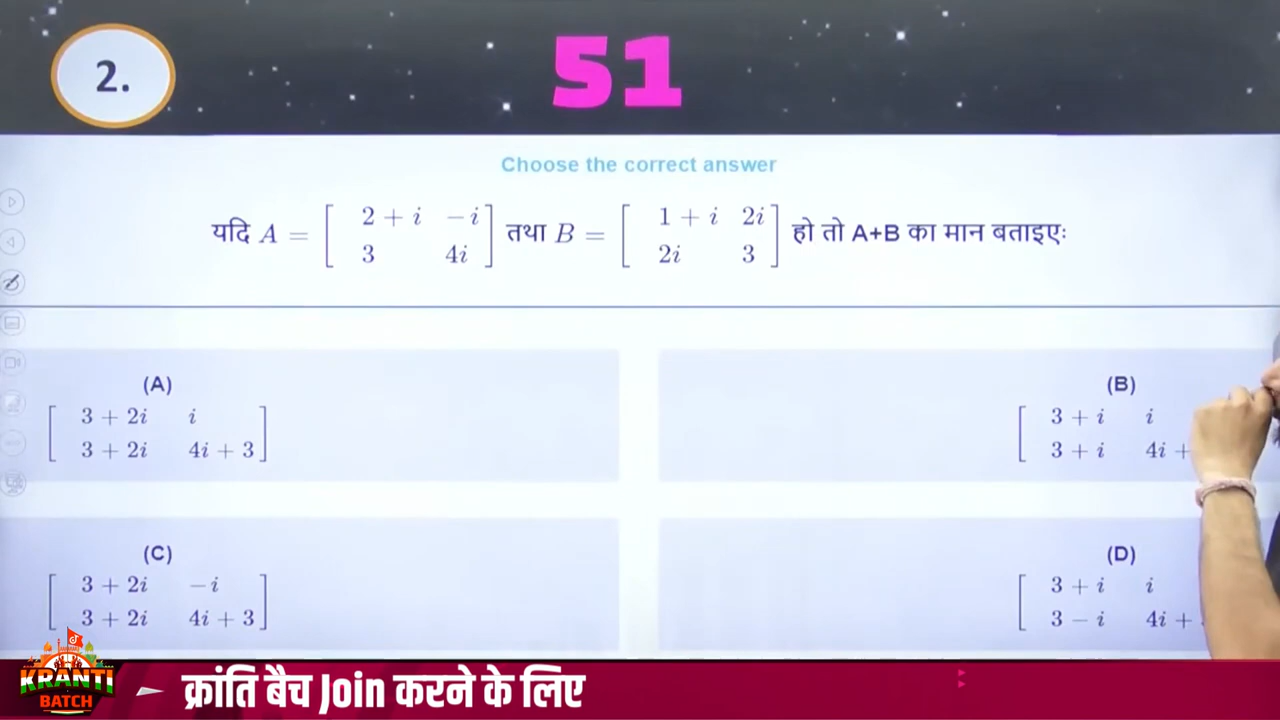 2.
51
Choose the correct answer
यदि A = [ 2 + i  −i  3  4i ] तथा B = [ 1 + i  2i  2i  3 ] हो तो A+B का मान बताइएः
(A)
3 + 2i  i
3 + 2i  4i + 3
(B)
3 + i  i
3 + i  4i +
(C)
3 + 2i  −i
3 + 2i  4i + 3
(D)
3 + i  i
3 − i  4i +
KRANTI
BATCH
क्रांति बैच Join करने के लिए